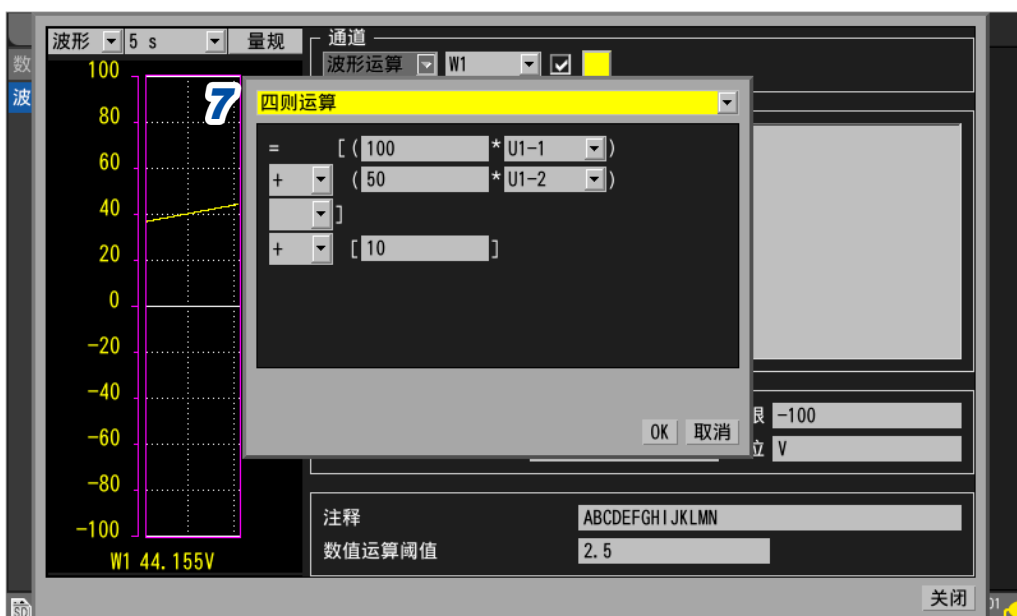 波形 5 s 量规
通道
数
波形运算 W1
波
7
四则运算
= [ ( 100 * U1-1 )
+ ( 50 * U1-2 )
]
+ [ 10 ]
OK 取消
100
80
60
40
20
0
-20
-40
-60
-80
-100
W1 44.155V
限 -100
位 V
注释 ABCDEFGHIJKLMN
数值运算阈值 2.5
关闭
SD
01